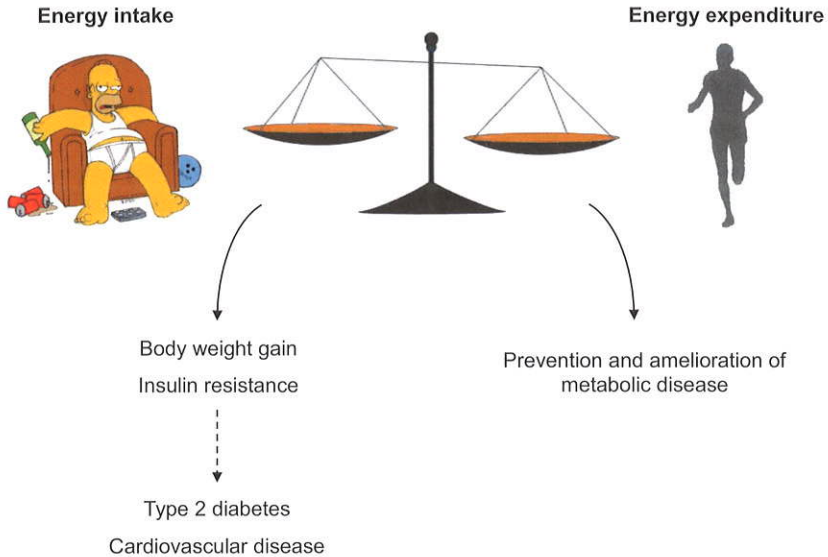 Energy intake
Energy expenditure
Body weight gain
Insulin resistance
Prevention and amelioration of
metabolic disease
Type 2 diabetes
Cardiovascular disease